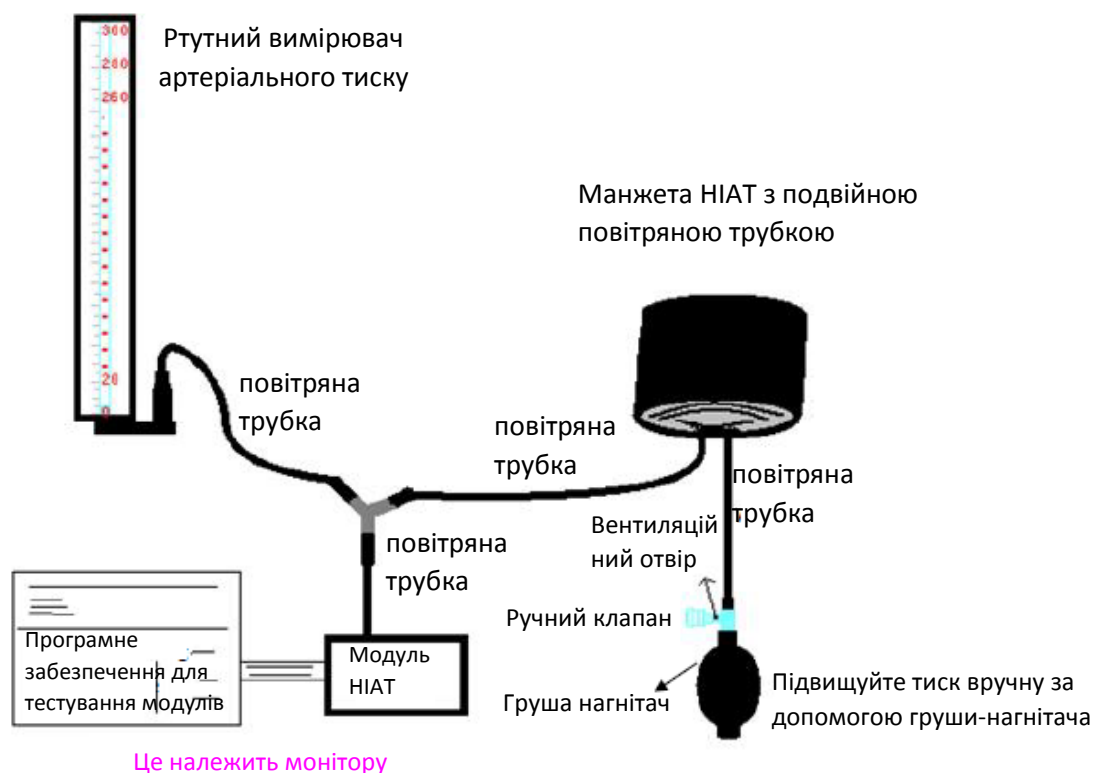 300
Ртутний вимірювач
артеріального тиску
280
260
Манжета НІАТ з подвійною
повітряною трубкою
20
0
повітряна
трубка
повітряна
трубка
повітряна
трубка
повітряна
трубка
Вентиляцій
ний отвір
Ручний клапан
Програмне
забезпечення для
тестування модулів
Модуль
НІАТ
Груша нагнітач
Підвищуйте тиск вручну за
допомогою груши-нагнітача
Це належить монітору